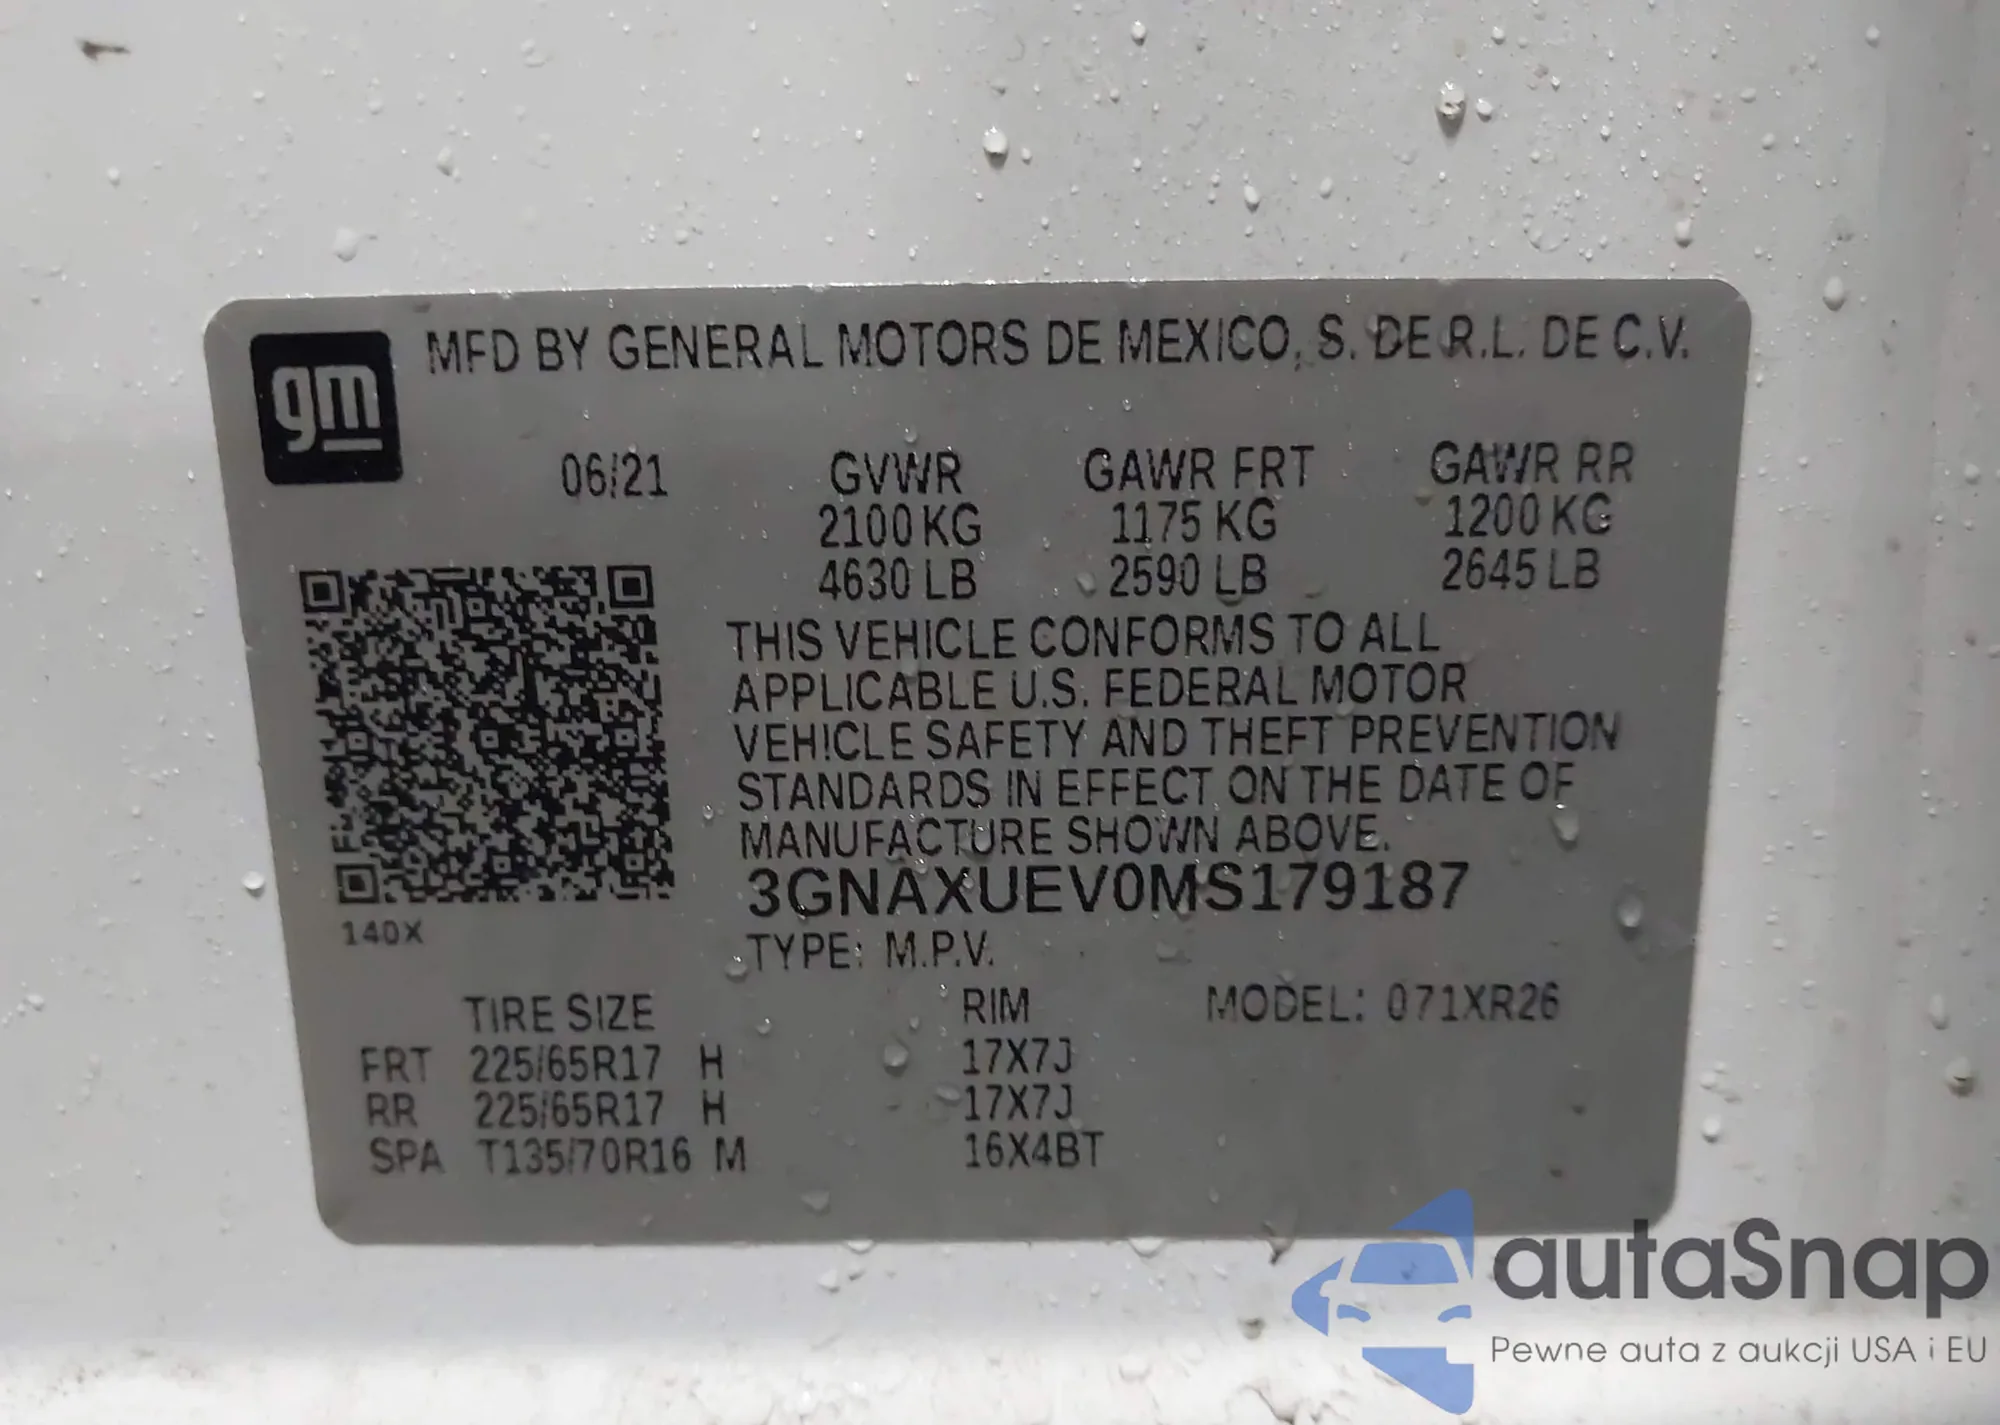 gm
MFD BY GENERAL MOTORS DE MEXICO, S. DE R.L. DE C.V.
06/21 GVWR GAWR FRT GAWR RR
2100 KG 1175 KG 1200 KG
4630 LB 2590 LB 2645 LB
THIS VEHICLE CONFORMS TO ALL
APPLICABLE U.S. FEDERAL MOTOR
VEHICLE SAFETY AND THEFT PREVENTION
STANDARDS IN EFFECT ON THE DATE OF
MANUFACTURE SHOWN ABOVE.
3GNAXUEV0MS179187
140X
TYPE: M.P.V.
TIRE SIZE RIM MODEL: 071XR26
FRT 225/65R17 H 17X7J
RR 225/65R17 H 17X7J
SPA T135/70R16 M 16X4BT
autaSnap
Pewne auta z aukcji USA i EU